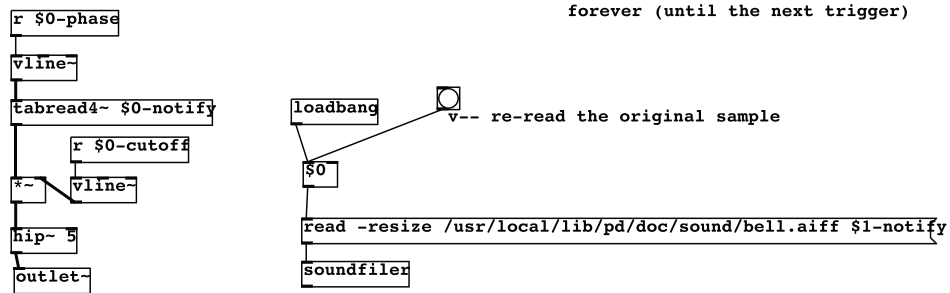 forever (until the next trigger)
r $0-phase
vline~
tabread4~ $0-notify
r $0-cutoff
*~
vline~
hip~ 5
outlet~
loadbang
v-- re-read the original sample
$0
read -resize /usr/local/lib/pd/doc/sound/bell.aiff $1-notify
soundfiler